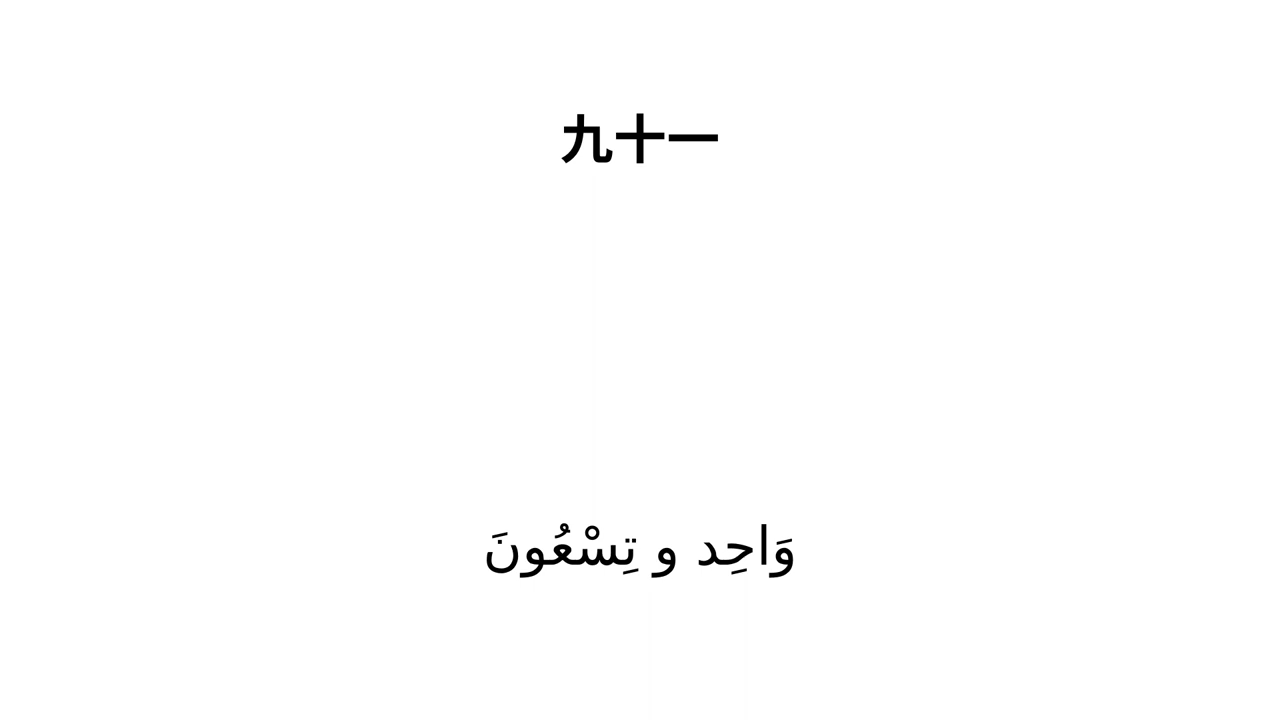 九十一
وَاحِد و تِسْعُونَ